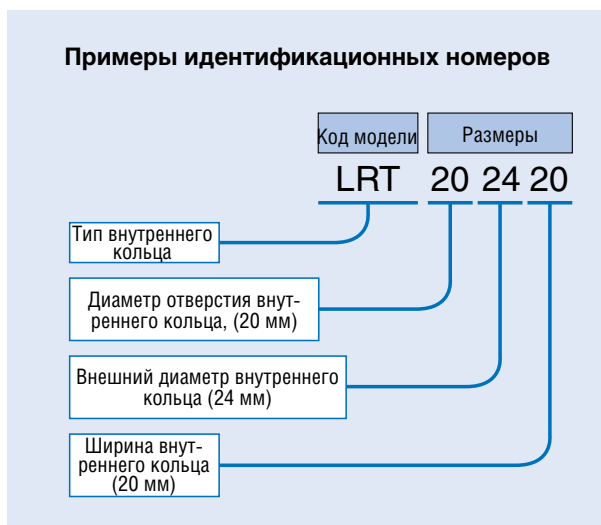 Примеры идентификационных номеров
Код модели Размеры
LRT 20 24 20
Тип внутреннего
кольца
Диаметр отверстия внут-
реннего кольца, (20 мм)
Внешний диаметр внутреннего
кольца (24 мм)
Ширина внут-
реннего кольца
(20 мм)